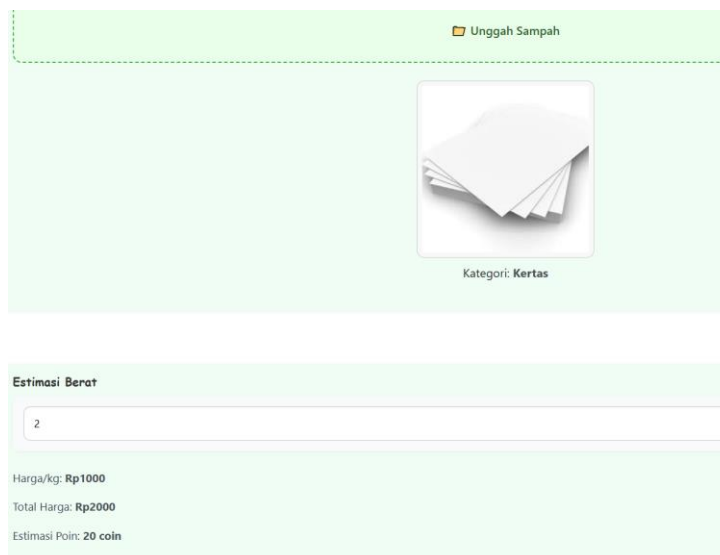 Unggah Sampah
Kategori: Kertas
Estimasi Berat
2
Harga/kg: Rp1000
Total Harga: Rp2000
Estimasi Poin: 20 coin